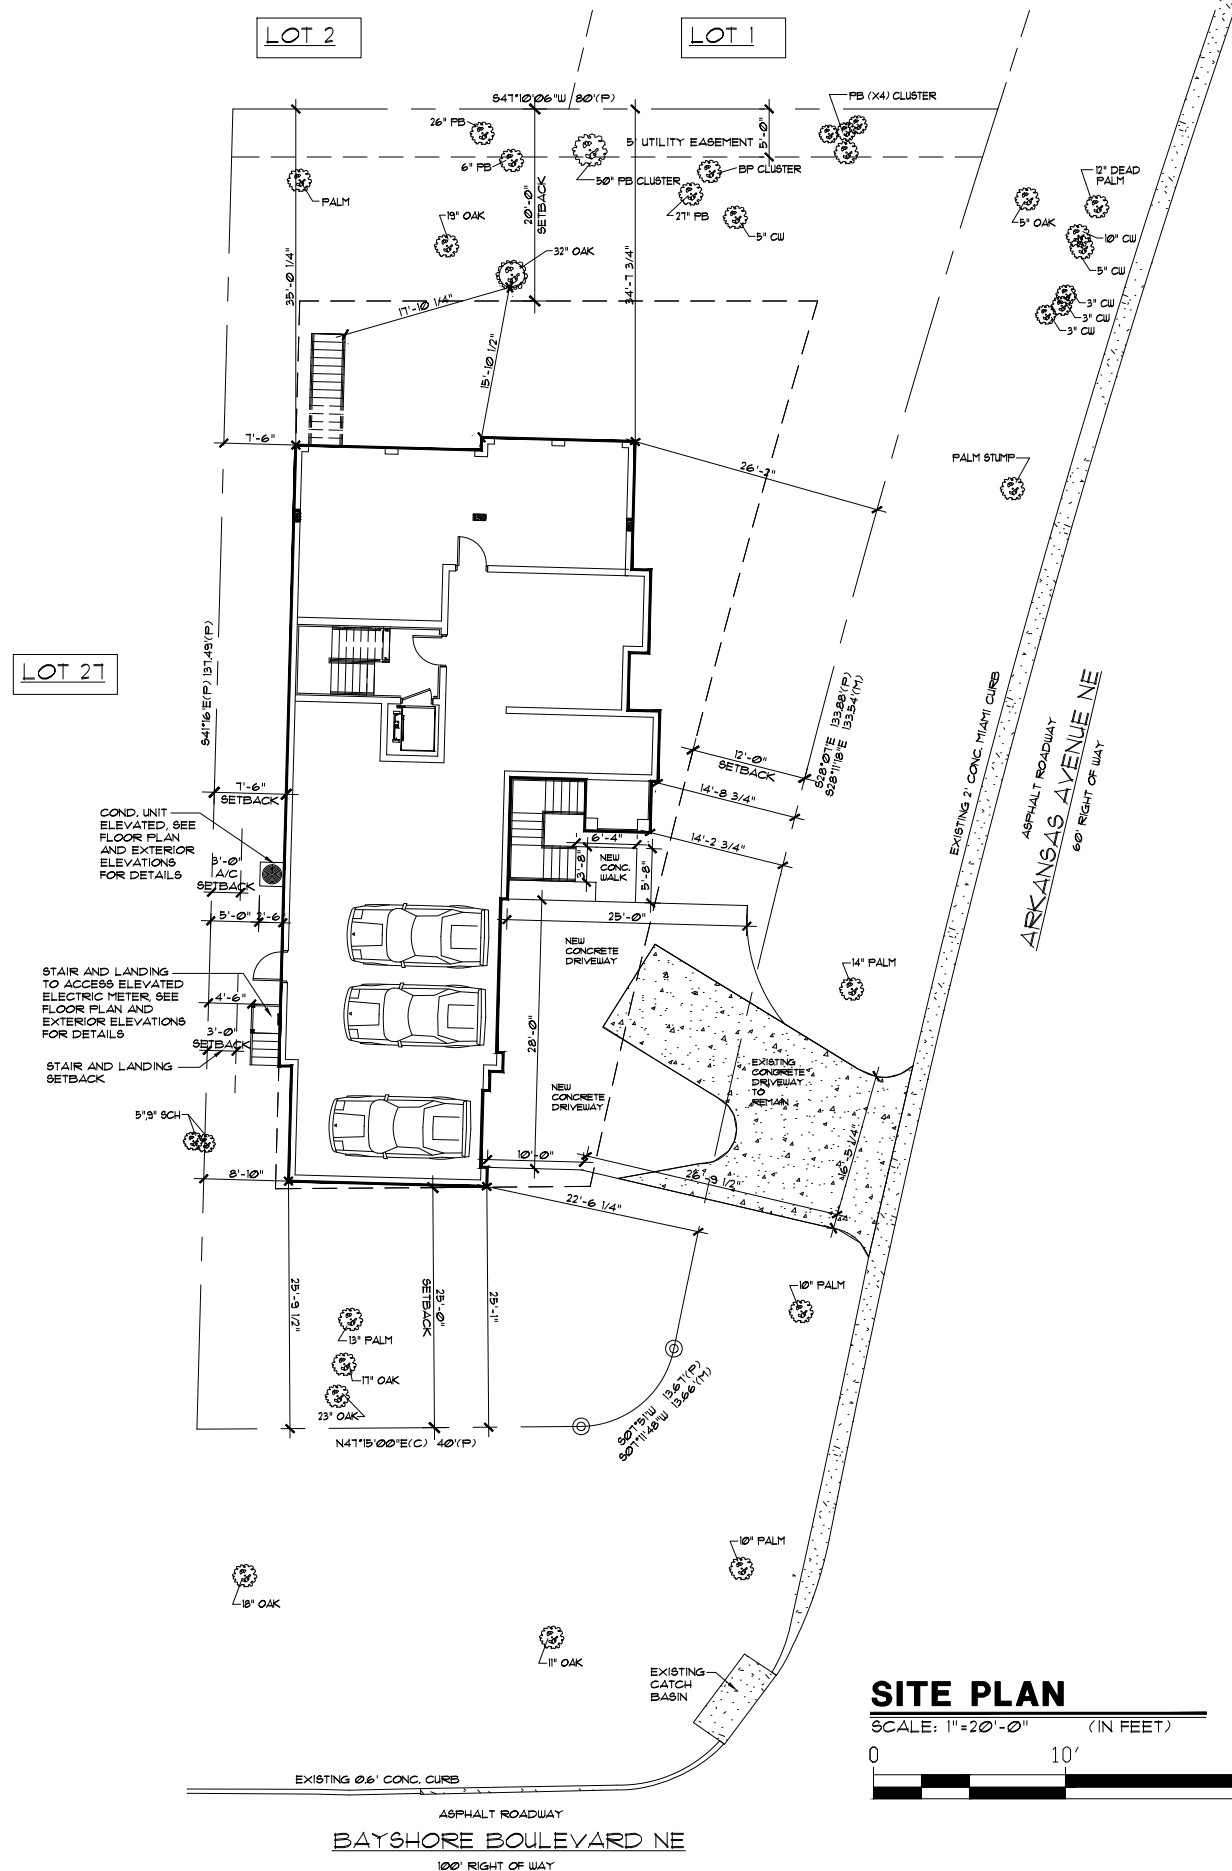 LOT 2
LOT 1
S47°10'06"W 80'(P)
PB (X4) CLUSTER
26" PB
5' UTILITY EASEMENT
5'-0"
6" PB
50" PB CLUSTER
BP CLUSTER
12" DEAD
PALM
PALM
20'-0"
SETBACK
27" PB
5" OAK
19" OAK
5" CW
10" CW
32" OAK
5" CW
35'-0 1/4"
34'-7 3/4"
17'-10 1/4"
3" CW
3" CW
3" CW
15'-10 1/2"
7'-6"
26'-2"
PALM STUMP
S41°16'E(P) 137.49'(P)
LOT 27
S28°07'E 133.88'(P)
S28°11'18"E 133.54'(M)
EXISTING 2' CONC. MIAMI CURB
ASPHALT ROADWAY
ARKANSAS AVENUE NE
60' RIGHT OF WAY
12'-0"
SETBACK
7'-6"
SETBACK
14'-8 3/4"
COND. UNIT
ELEVATED, SEE
FLOOR PLAN
AND EXTERIOR
ELEVATIONS
FOR DETAILS
14'-2 3/4"
6'-4"
3'-8"
NEW
CONC.
WALK
5'-8"
3'-0"
A/C
SETBACK
5'-0"
2'-6"
25'-0"
NEW
CONCRETE
DRIVEWAY
STAIR AND LANDING
TO ACCESS ELEVATED
ELECTRIC METER, SEE
FLOOR PLAN AND
EXTERIOR ELEVATIONS
FOR DETAILS
14" PALM
4'-6"
28'-0"
3'-0"
SETBACK
STAIR AND LANDING
SETBACK
EXISTING
CONCRETE
DRIVEWAY
TO
REMAIN
NEW
CONCRETE
DRIVEWAY
5",9" SCH
16'-5 1/4"
10'-0"
8'-10"
26'-9 1/2"
22'-6 1/4"
25'-9 1/2"
25'-0"
SETBACK
25'-1"
10" PALM
13" PALM
17" OAK
23" OAK
S07°51'W 13.67'(P)
S07°11'48"W 13.66'(M)
N47°15'00"E(C) 40'(P)
10" PALM
18" OAK
11" OAK
EXISTING
CATCH
BASIN
SITE PLAN
SCALE: 1"=20'-0" (IN FEET)
0 10'
EXISTING 0.6' CONC. CURB
ASPHALT ROADWAY
BAYSHORE BOULEVARD NE
100' RIGHT OF WAY